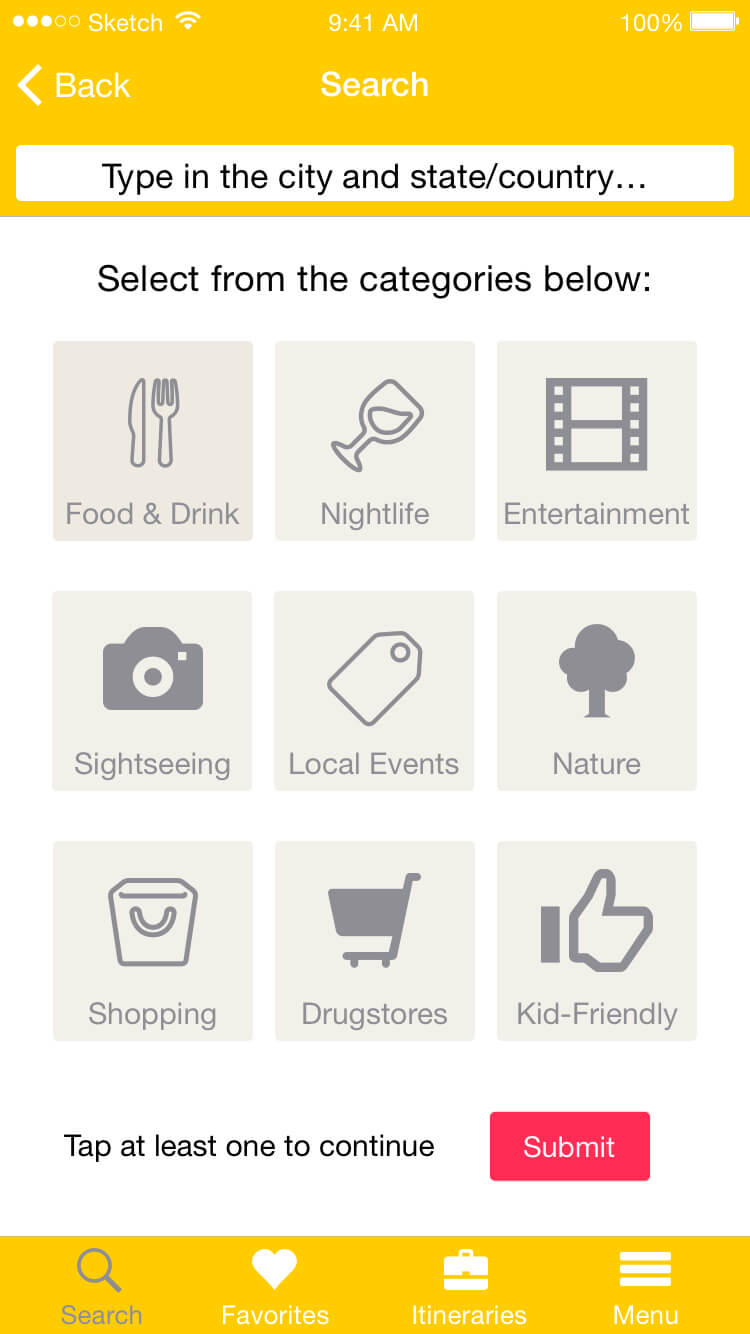 Sketch 9:41 AM 100%
Back Search
Type in the city and state/country...
Select from the categories below:
Food & Drink Nightlife Entertainment
Sightseeing Local Events Nature
Shopping Drugstores Kid-Friendly
Tap at least one to continue Submit
Search Favorites Itineraries Menu